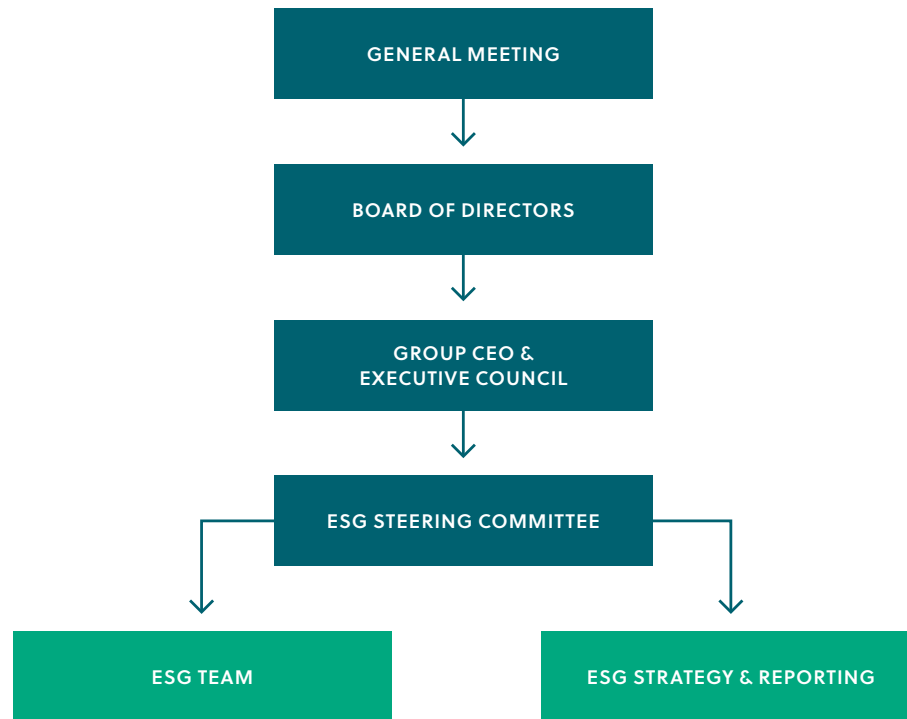 GENERAL MEETING
BOARD OF DIRECTORS
GROUP CEO &
EXECUTIVE COUNCIL
ESG STEERING COMMITTEE
ESG TEAM
ESG STRATEGY & REPORTING